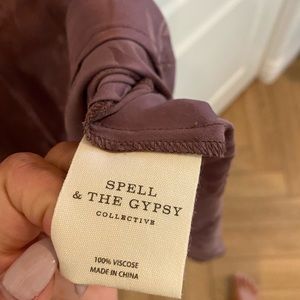 SPELL
& THE GYPSY
COLLECTIVE
100% VISCOSE
MADE IN CHINA